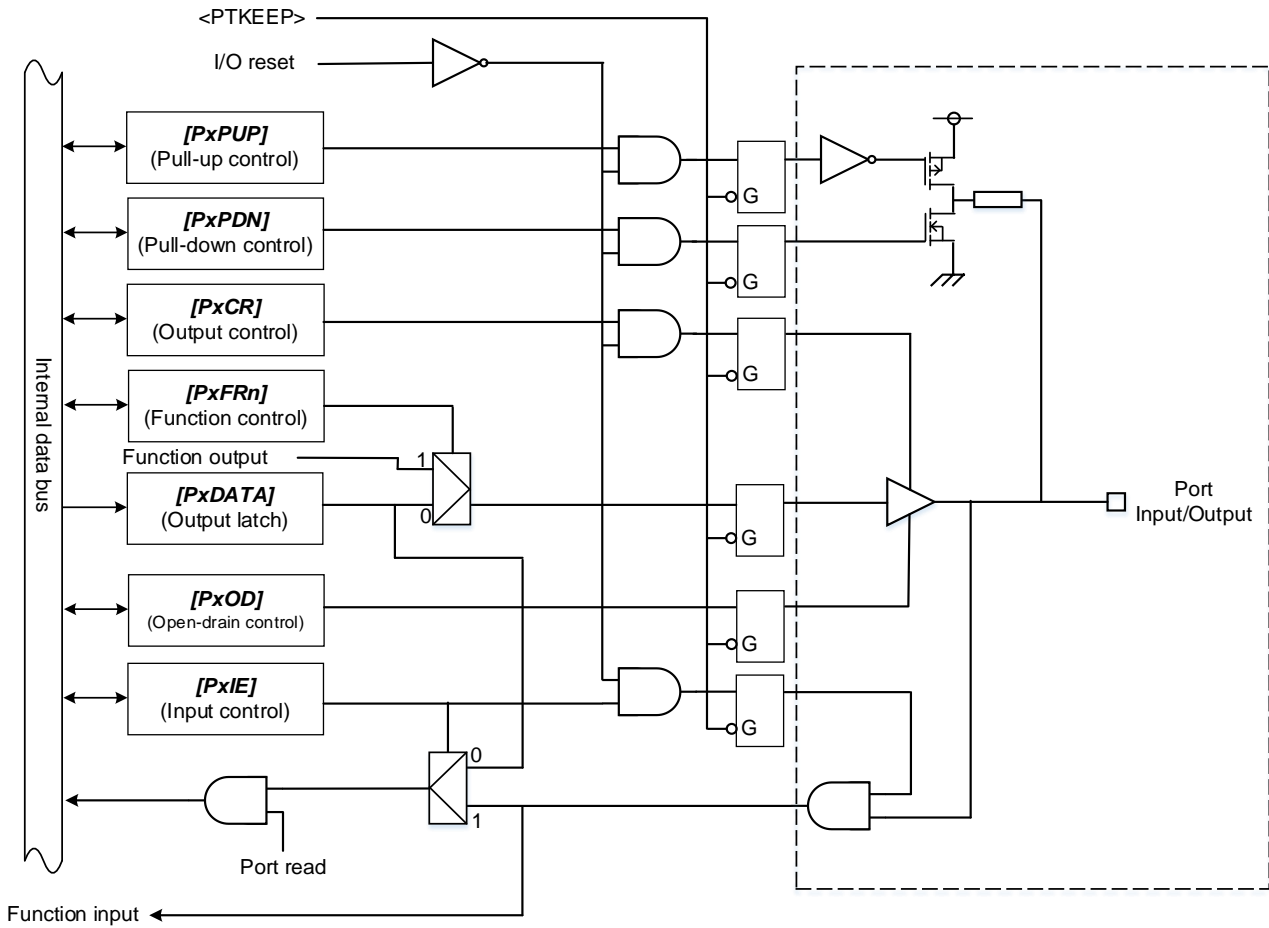 <PTKEEP>
I/O reset
[PxPUP]
(Pull-up control)
G
[PxPDN]
(Pull-down control)
G
[PxCR]
(Output control)
G
Internal data bus
[PxFRn]
(Function control)
Function output
1
[PxDATA]
(Output latch)
0
G
Port
Input/Output
[PxOD]
(Open-drain control)
G
[PxIE]
(Input control)
G
0
1
Port read
Function input